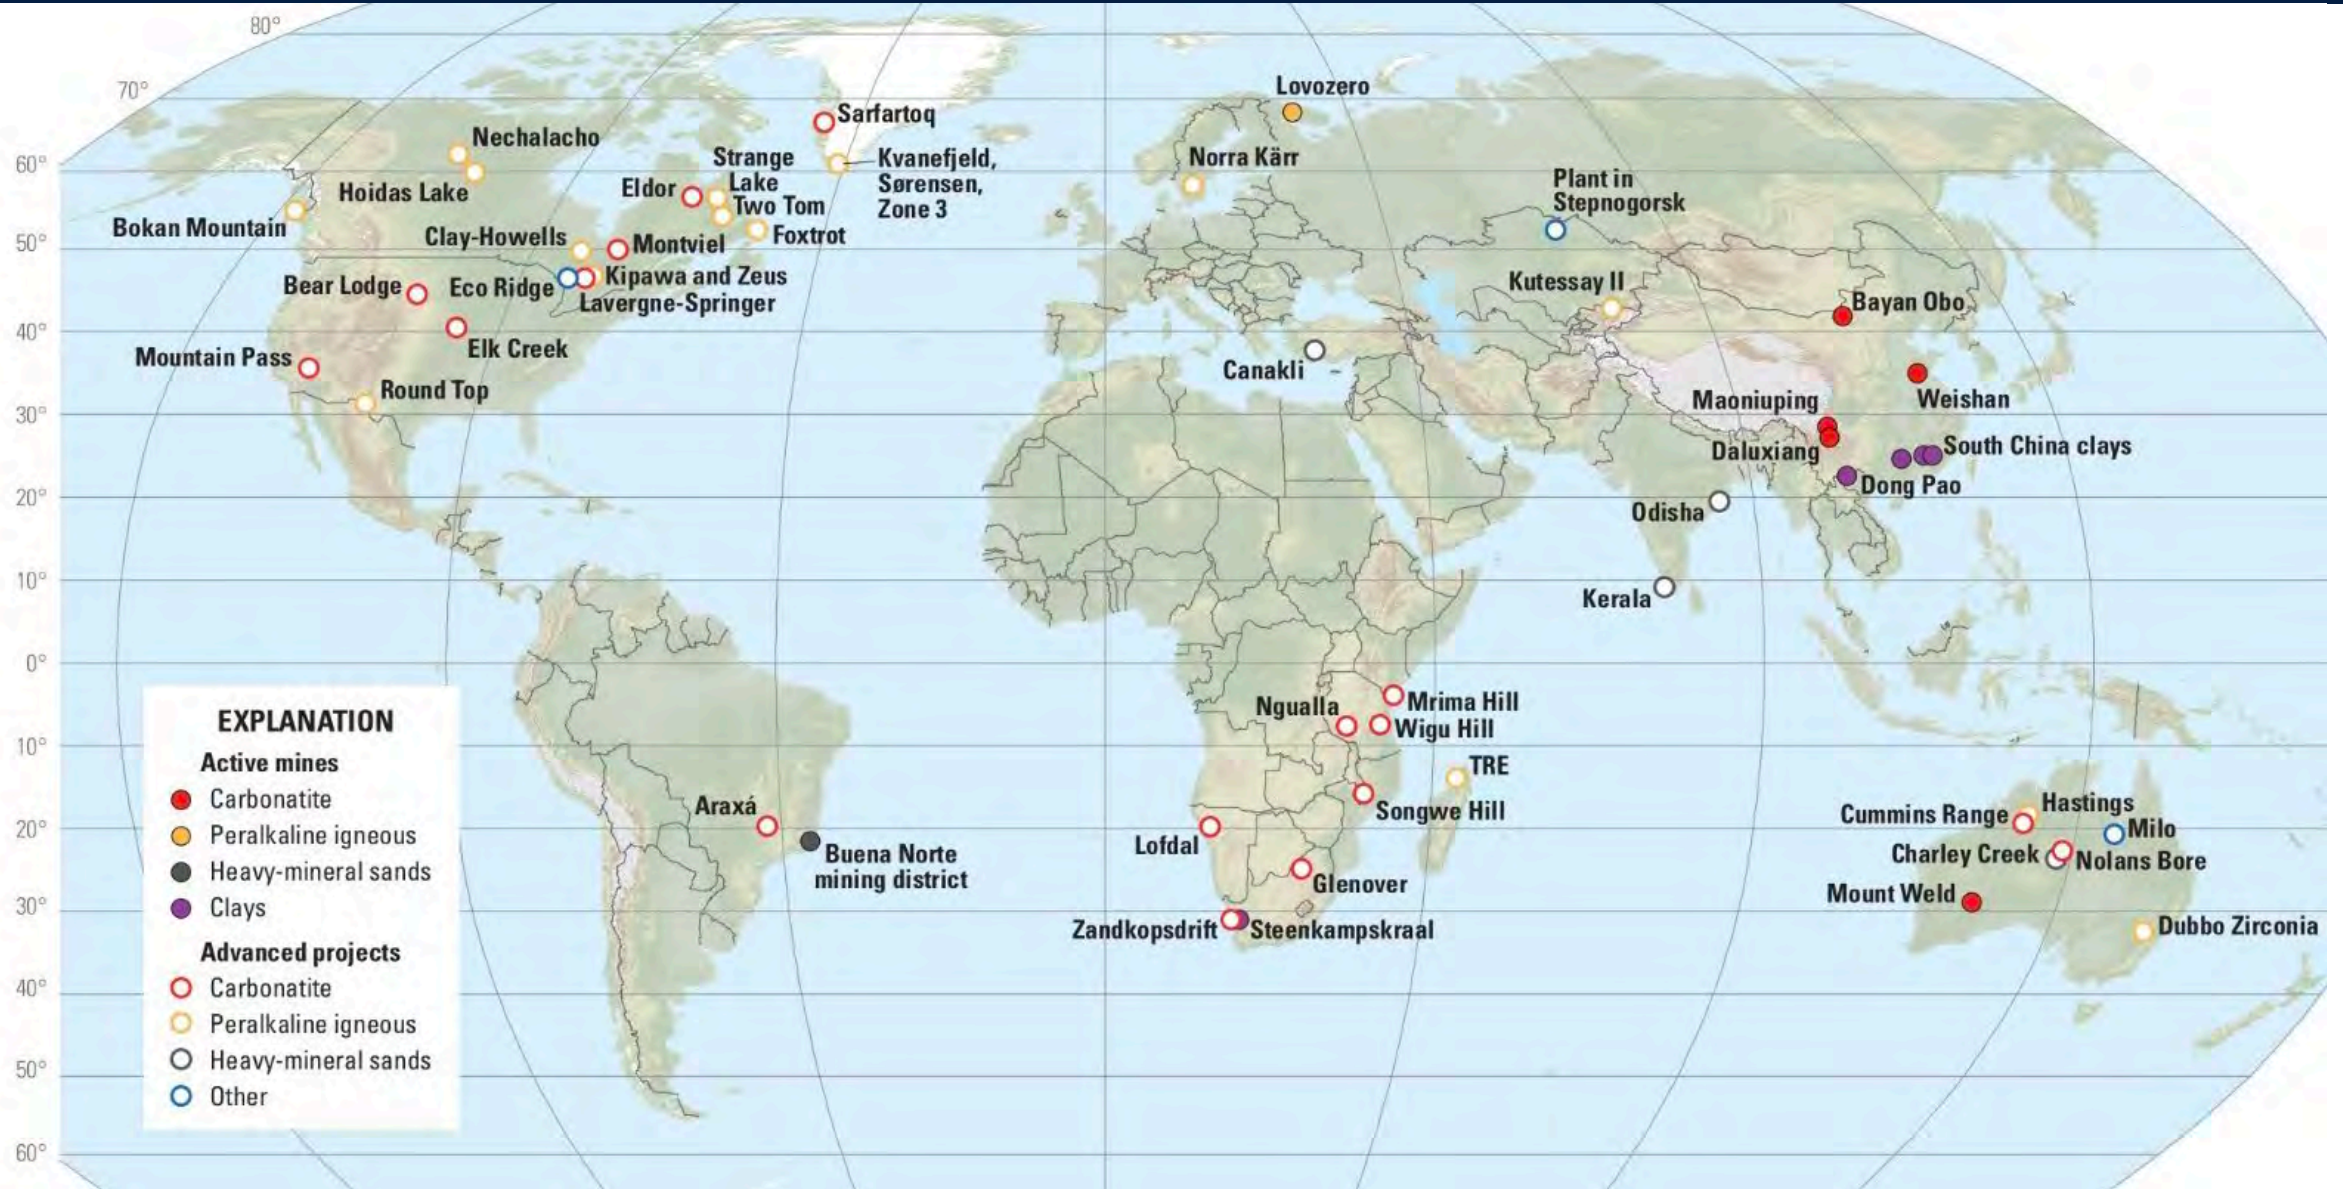 80°
70°
60°
50°
40°
30°
20°
10°
0°
10°
20°
30°
40°
50°
60°
Lovozero
Sarfartoq
Nechalacho
Strange
Lake
Kvanefjeld,
Sørensen,
Zone 3
Norra Kärr
Hoidas Lake
Eldor
Two Tom
Plant in
Stepnogorsk
Bokan Mountain
Clay-Howells
Montviel
Foxtrot
Bear Lodge
Eco Ridge
Kipawa and Zeus
Lavergne-Springer
Kutessay II
Bayan Obo
Mountain Pass
Elk Creek
Canakli
Round Top
Maoniuping
Weishan
Daluxiang
South China clays
Dong Pao
Odisha
Kerala
Ngualla
Mrima Hill
Wigu Hill
TRE
Araxá
Songwe Hill
Lofdal
Buena Norte
mining district
Glenover
Zandkopsdrift
Steenkampskraal
Cummins Range
Hastings
Milo
Charley Creek
Nolans Bore
Mount Weld
Dubbo Zirconia
EXPLANATION
Active mines
Carbonatite
Peralkaline igneous
Heavy-mineral sands
Clays
Advanced projects
Carbonatite
Peralkaline igneous
Heavy-mineral sands
Other